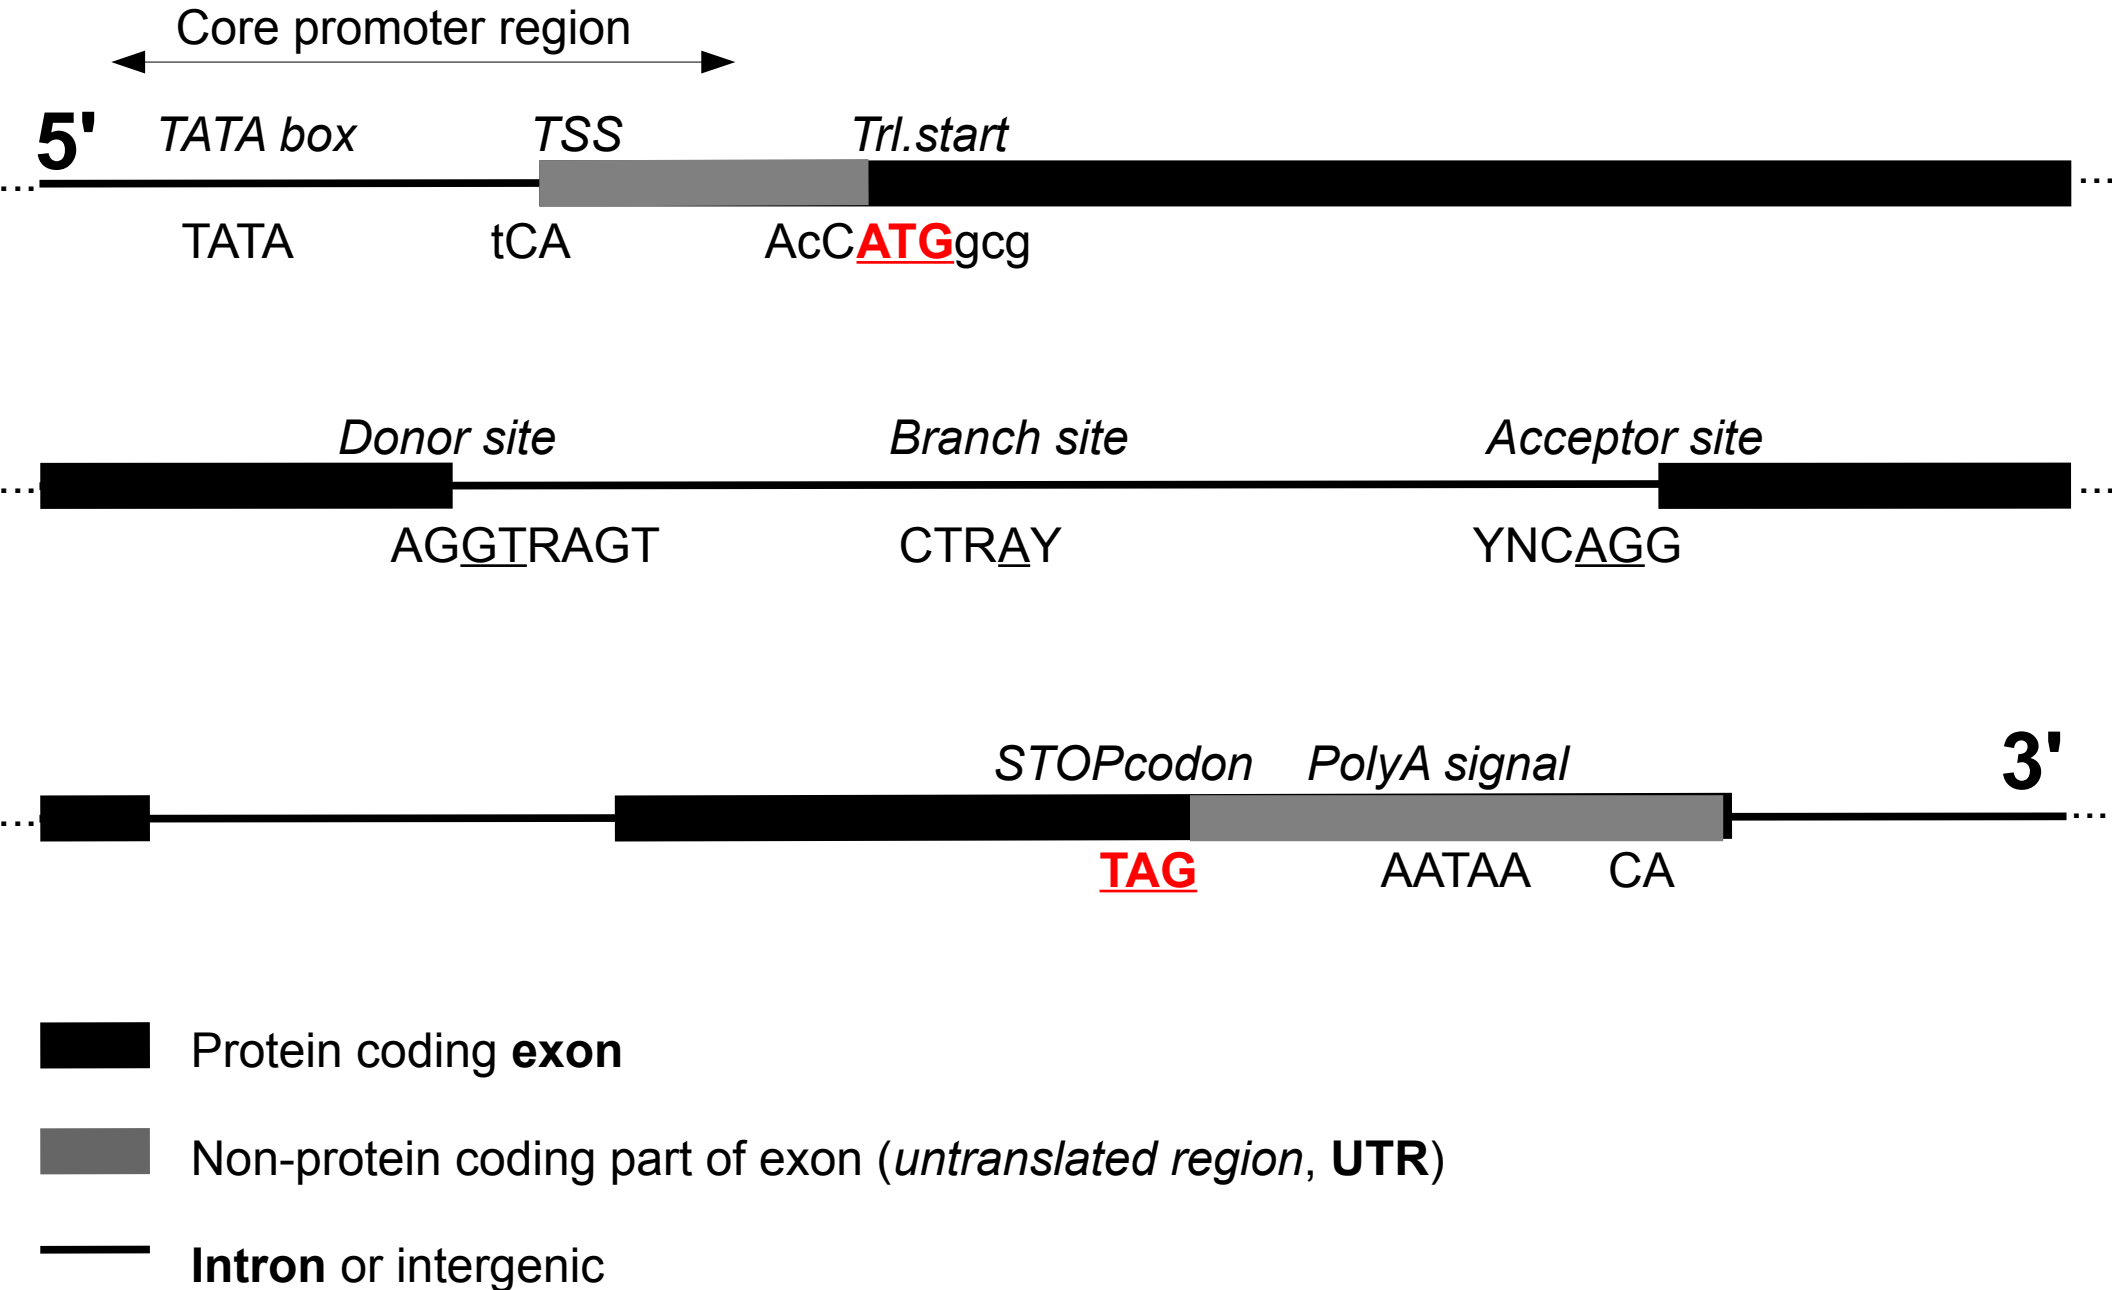 Core promoter region
5' TATA box TSS Trl.start
... ...
TATA tCA AcCATGgcg
Donor site Branch site Acceptor site
... ...
AGGTRAGT CTRAY YNCAGG
STOPcodon PolyA signal 3'
... ...
TAG AATAA CA
Protein coding exon
Non-protein coding part of exon (untranslated region, UTR)
Intron or intergenic